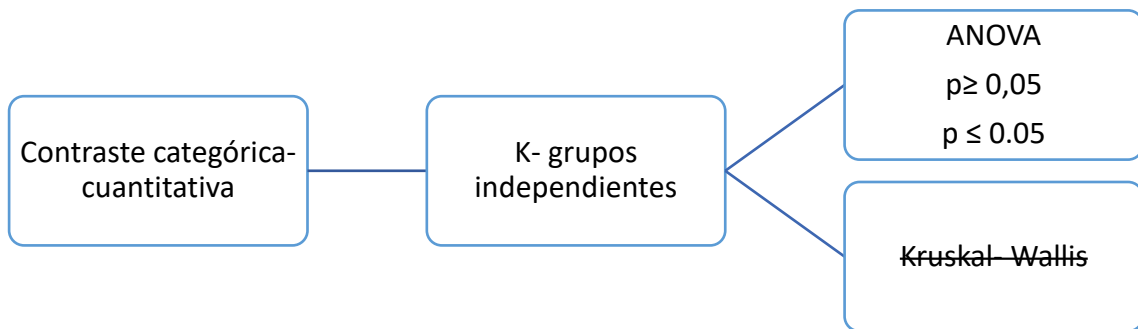 Contraste categórica-
cuantitativa
K- grupos
independientes
ANOVA
p≥ 0,05
p ≤ 0.05
Kruskal- Wallis